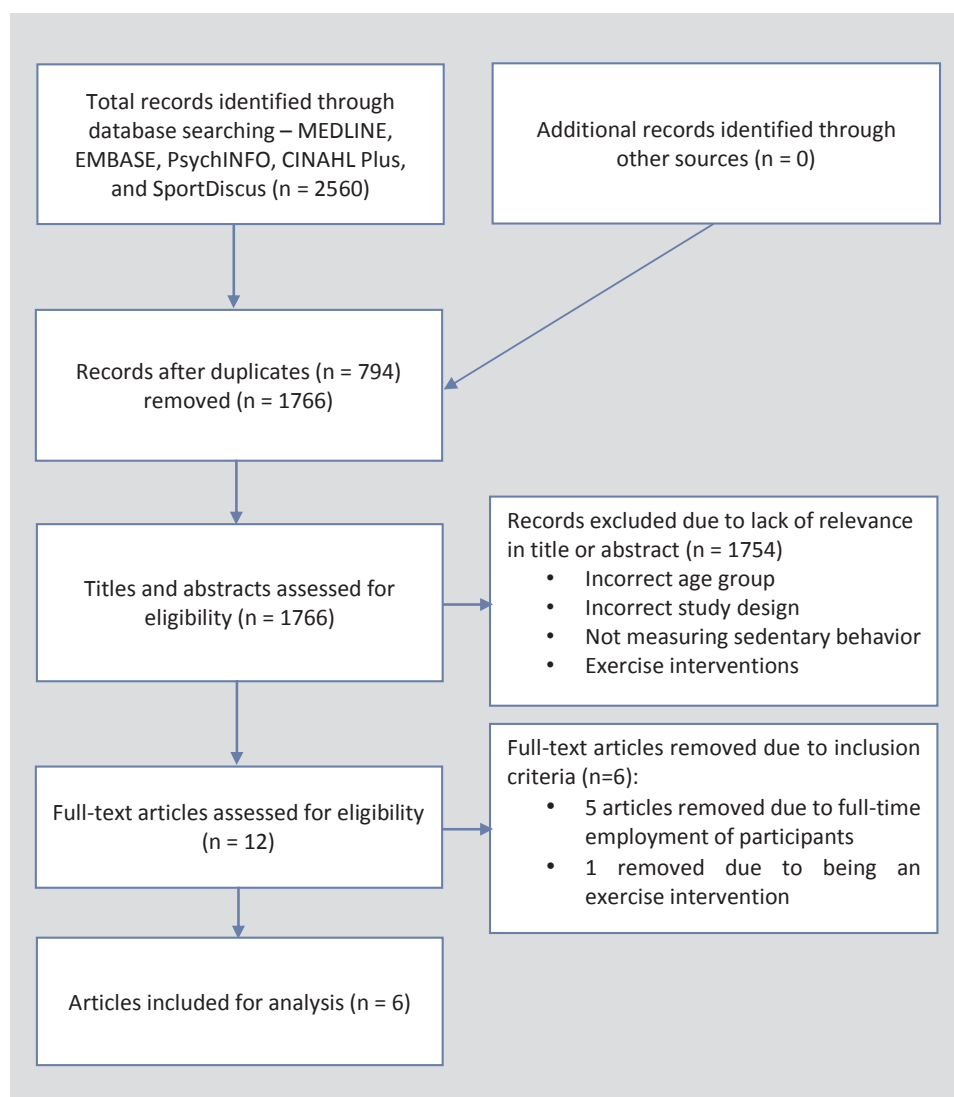 Total records identified through
database searching – MEDLINE,
EMBASE, PsychINFO, CINAHL Plus,
and SportDiscus (n = 2560)
Additional records identified through
other sources (n = 0)
Records after duplicates (n = 794)
removed (n = 1766)
Titles and abstracts assessed for
eligibility (n = 1766)
Records excluded due to lack of relevance
in title or abstract (n = 1754)
• Incorrect age group
• Incorrect study design
• Not measuring sedentary behavior
• Exercise interventions
Full-text articles assessed for eligibility
(n = 12)
Full-text articles removed due to inclusion
criteria (n=6):
• 5 articles removed due to full-time
employment of participants
• 1 removed due to being an
exercise intervention
Articles included for analysis (n = 6)